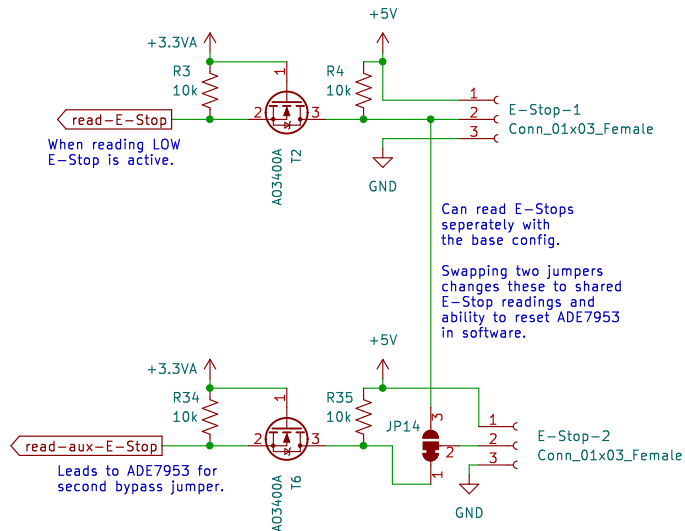 +5V
+3.3VA
R3
10k
1
R4
10k
read-E-Stop
2
3
A03400A
T2
1
2
3
E-Stop-1
Conn_01x03_Female
When reading LOW
E-Stop is active.
GND
Can read E-Stops
seperately with
the base config.
Swapping two jumpers
changes these to shared
E-Stop readings and
ability to reset ADE7953
in software.
+5V
+3.3VA
R34
10k
1
R35
10k
JP14
3
2
1
read-aux-E-Stop
2
3
A03400A
T6
1
2
3
E-Stop-2
Conn_01x03_Female
Leads to ADE7953 for
second bypass jumper.
GND